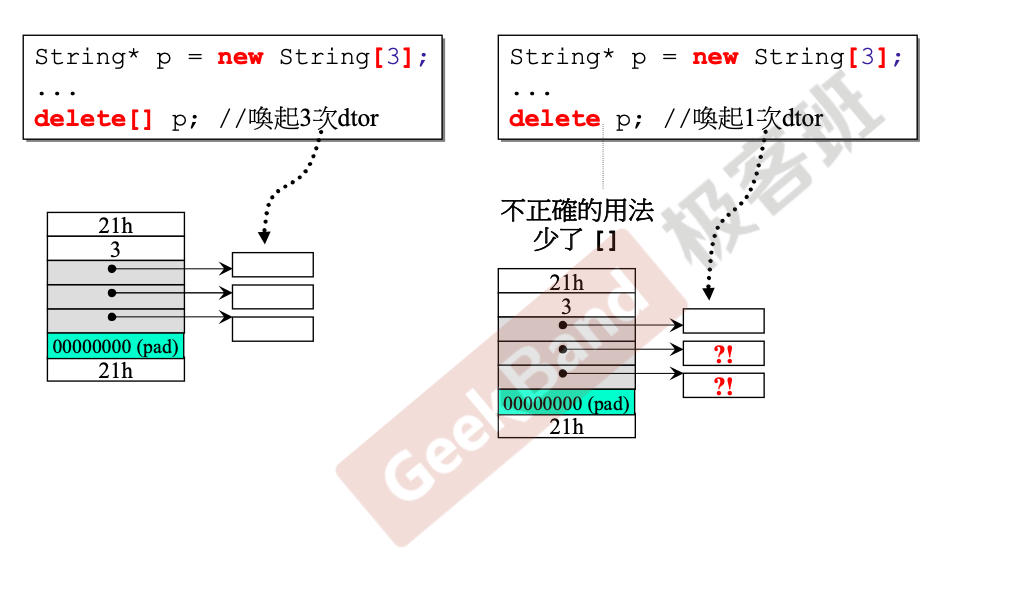 String* p = new String[3];
...
delete[] p; //喚起3次dtor
String* p = new String[3];
...
delete p; //喚起1次dtor
不正確的用法
少了 []
21h
3
00000000 (pad)
21h
21h
3
?!
?!
00000000 (pad)
21h
GeekBand 极客班